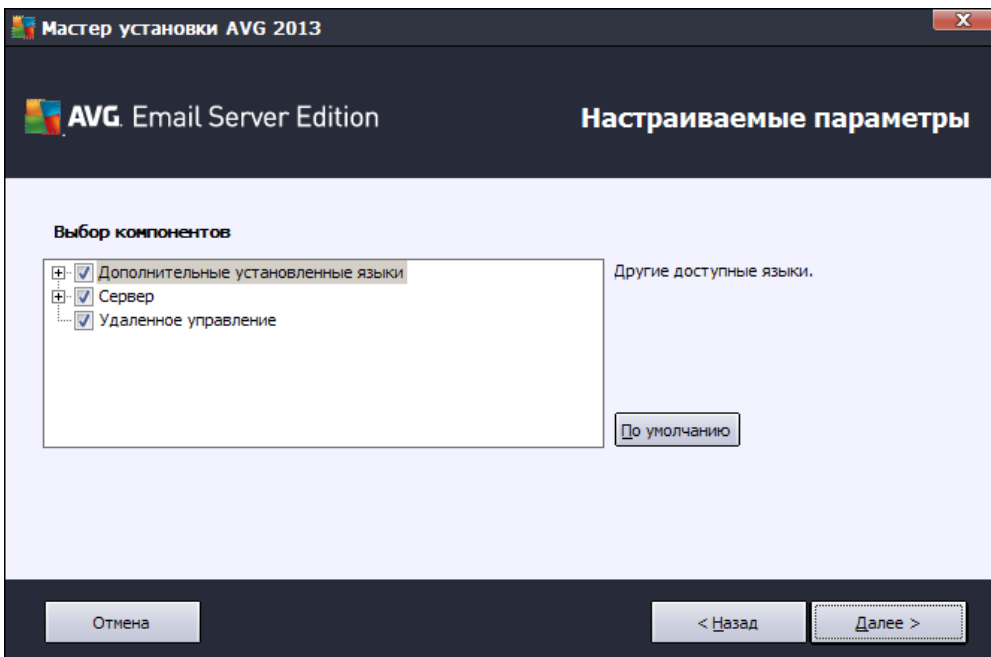 Мастер установки AVG 2013
X
AVG. Email Server Edition
Настраиваемые параметры
Выбор компонентов
Дополнительные установленные языки
Сервер
Удаленное управление
Другие доступные языки.
По умолчанию
Отмена
< Назад
Далее >